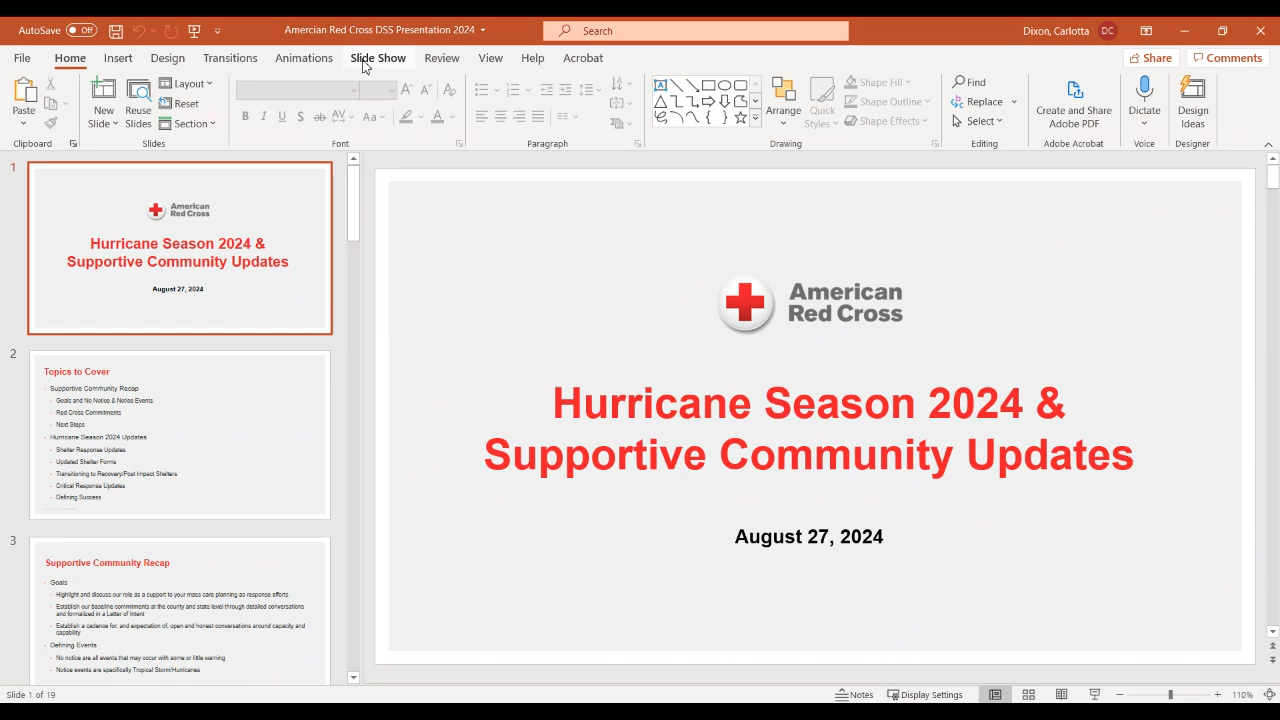 AutoSave Off
Amercian Red Cross DSS Presentation 2024
Search
Dixon, Carlotta DC
File Home Insert Design Transitions Animations Slide Show Review View Help Acrobat
Share Comments
Paste
Clipboard
New Slide
Reuse Slides
Layout
Reset
Section
Slides
B I U S ab AV Aa A
Font
Paragraph
Arrange
Quick Styles
Shape Fill
Shape Outline
Shape Effects
Drawing
Find
Replace
Select
Editing
Create and Share Adobe PDF
Adobe Acrobat
Dictate
Voice
Design Ideas
Designer
1
American
Red Cross
Hurricane Season 2024 &
Supportive Community Updates
August 27, 2024
2
Topics to Cover
Supportive Community Recap
Goals and No Notice & Notice Events
Red Cross Commitments
Next Steps
Hurricane Season 2024 Updates
Shelter Response Updates
Updated Shelter Forms
Transitioning to Recovery/Post Impact Shelters
Critical Response Updates
Defining Success
3
Supportive Community Recap
Goals
Highlight and discuss our role as a support to your mass care planning as response efforts
Establish our baseline commitments at the county and state level through detailed conversations
and formalized in a Letter of Intent
Establish a cadence for, and expectation of, open and honest conversations around capacity and
capability
Defining Events
No notice are all events that may occur with some or little warning
Notice events are specifically Tropical Storm/Hurricanes
American
Red Cross
Hurricane Season 2024 &
Supportive Community Updates
August 27, 2024
Slide 1 of 19
Notes
Display Settings
110%